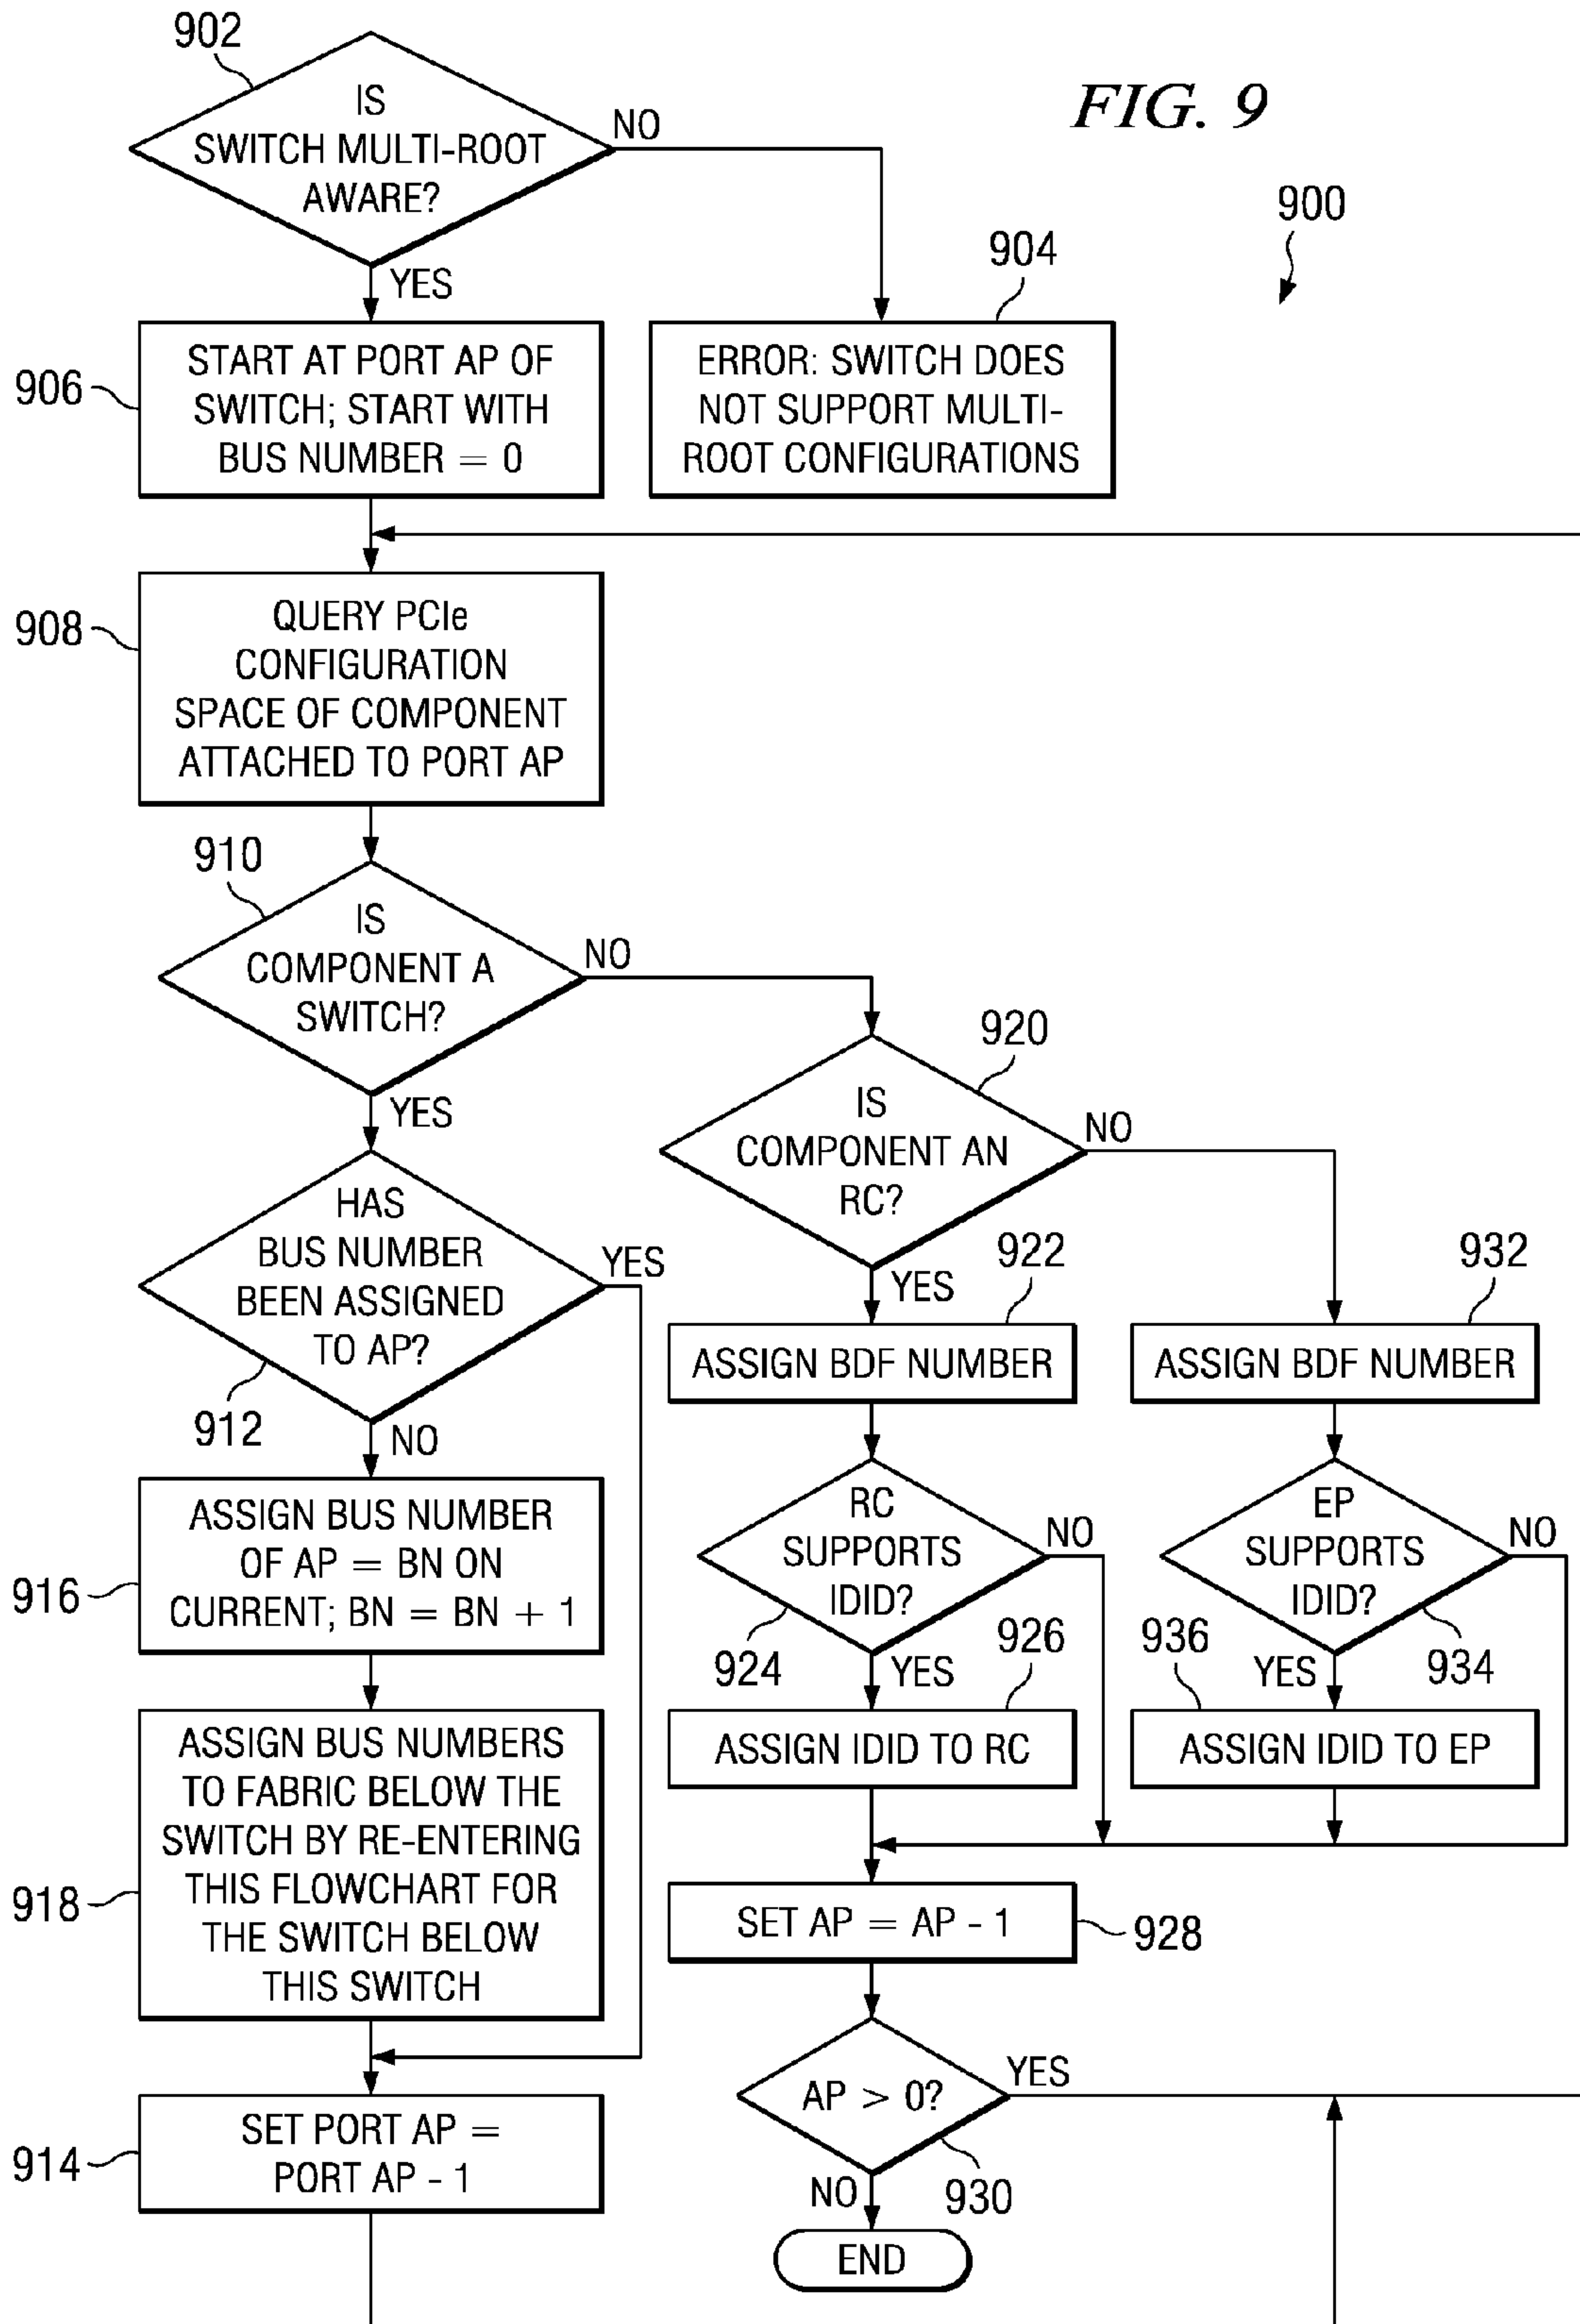 902
IS
SWITCH MULTI-ROOT
AWARE?
NO
YES
FIG. 9
900
904
906
START AT PORT AP OF
SWITCH; START WITH
BUS NUMBER = 0
ERROR: SWITCH DOES
NOT SUPPORT MULTI-
ROOT CONFIGURATIONS
908
QUERY PCIe
CONFIGURATION
SPACE OF COMPONENT
ATTACHED TO PORT AP
910
IS
COMPONENT A
SWITCH?
NO
YES
920
IS
COMPONENT AN
RC?
NO
YES
HAS
BUS NUMBER
BEEN ASSIGNED
TO AP?
YES
912
NO
922
ASSIGN BDF NUMBER
932
ASSIGN BDF NUMBER
916
ASSIGN BUS NUMBER
OF AP = BN ON
CURRENT; BN = BN + 1
RC
SUPPORTS
IDID?
NO
924
YES
926
EP
SUPPORTS
IDID?
NO
936
YES
934
918
ASSIGN BUS NUMBERS
TO FABRIC BELOW THE
SWITCH BY RE-ENTERING
THIS FLOWCHART FOR
THE SWITCH BELOW
THIS SWITCH
ASSIGN IDID TO RC
ASSIGN IDID TO EP
SET AP = AP - 1
928
914
SET PORT AP =
PORT AP - 1
AP > 0?
YES
NO
930
END